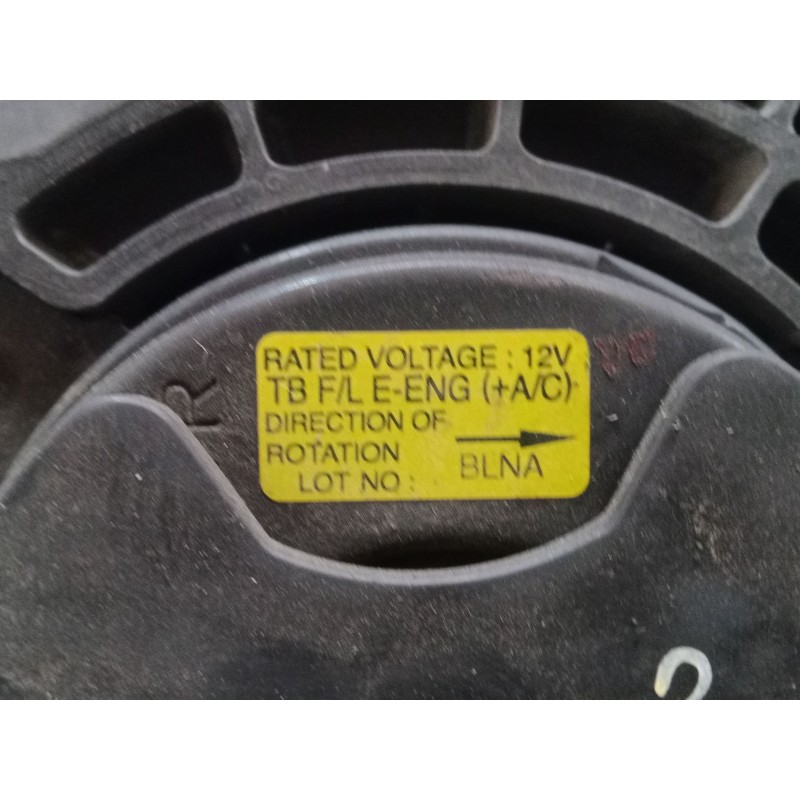 RATED VOLTAGE : 12V
TB F/L E-ENG (+A/C)
DIRECTION OF
ROTATION
LOT NO : BLNA
R